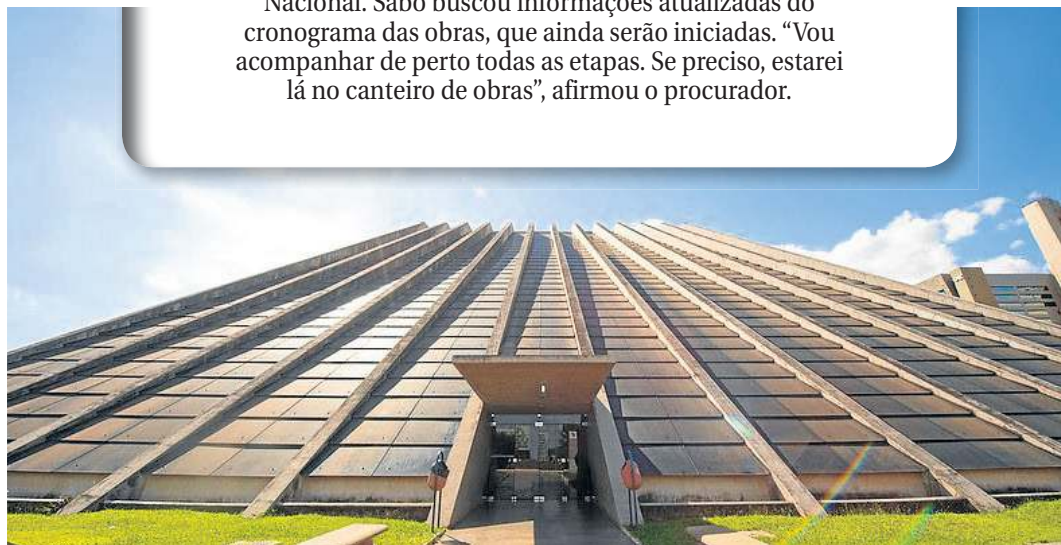 Nacional. Sabo buscou informações atualizadas do
cronograma das obras, que ainda serão iniciadas. “Vou
acompanhar de perto todas as etapas. Se preciso, estarei
lá no canteiro de obras”, afirmou o procurador.